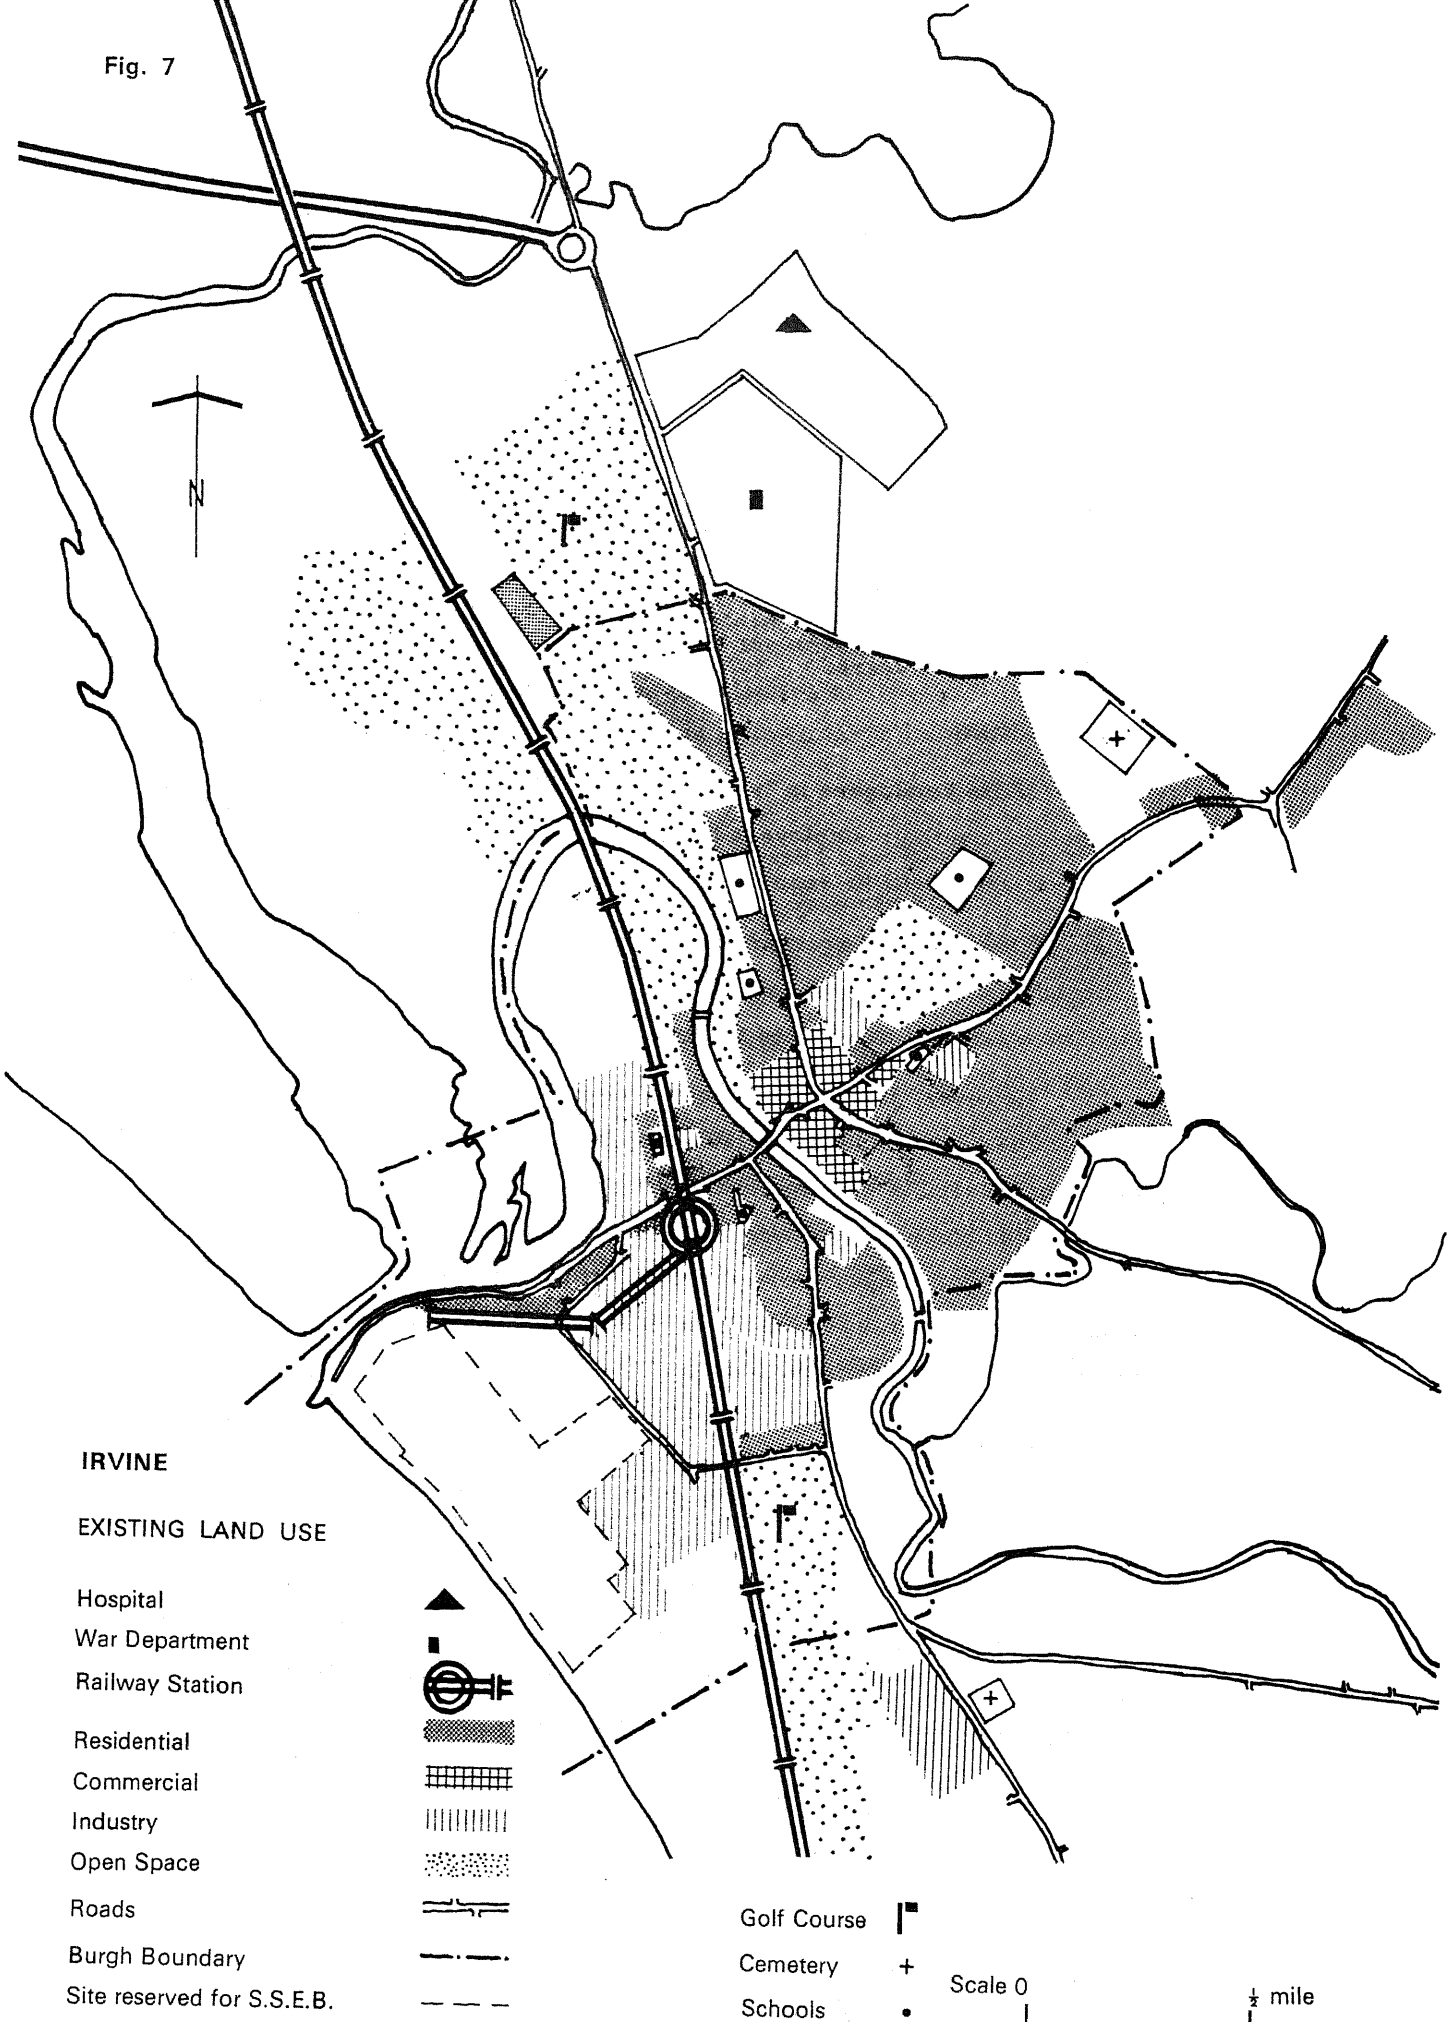 Fig. 7
N
IRVINE
EXISTING LAND USE
Hospital
War Department
Railway Station
Residential
Commercial
Industry
Open Space
Roads
Burgh Boundary
Site reserved for S.S.E.B.
Golf Course
Cemetery
Schools
Scale 0
½ mile